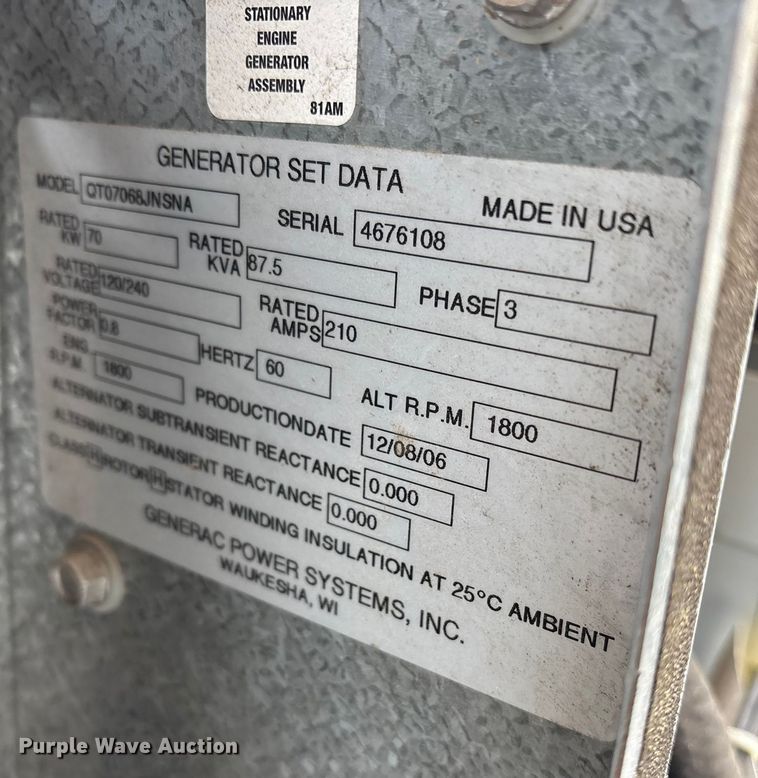 STATIONARY
ENGINE
GENERATOR
ASSEMBLY
81AM
GENERATOR SET DATA
MADE IN USA
MODEL QT07068JNSNA SERIAL 4676108
RATED KW 70 RATED KVA 87.5 PHASE 3
RATED VOLTAGE 120/240 RATED AMPS 210
POWER FACTOR 0.8 HERTZ 60 ALT R.P.M. 1800
ENG R.P.M. 1800 PRODUCTIONDATE 12/08/06
ALTERNATOR SUBTRANSIENT REACTANCE 0.000
ALTERNATOR TRANSIENT REACTANCE 0.000
CLASS H ROTOR H STATOR WINDING INSULATION AT 25°C AMBIENT
GENERAC POWER SYSTEMS, INC.
WAUKESHA, WI
Purple Wave Auction